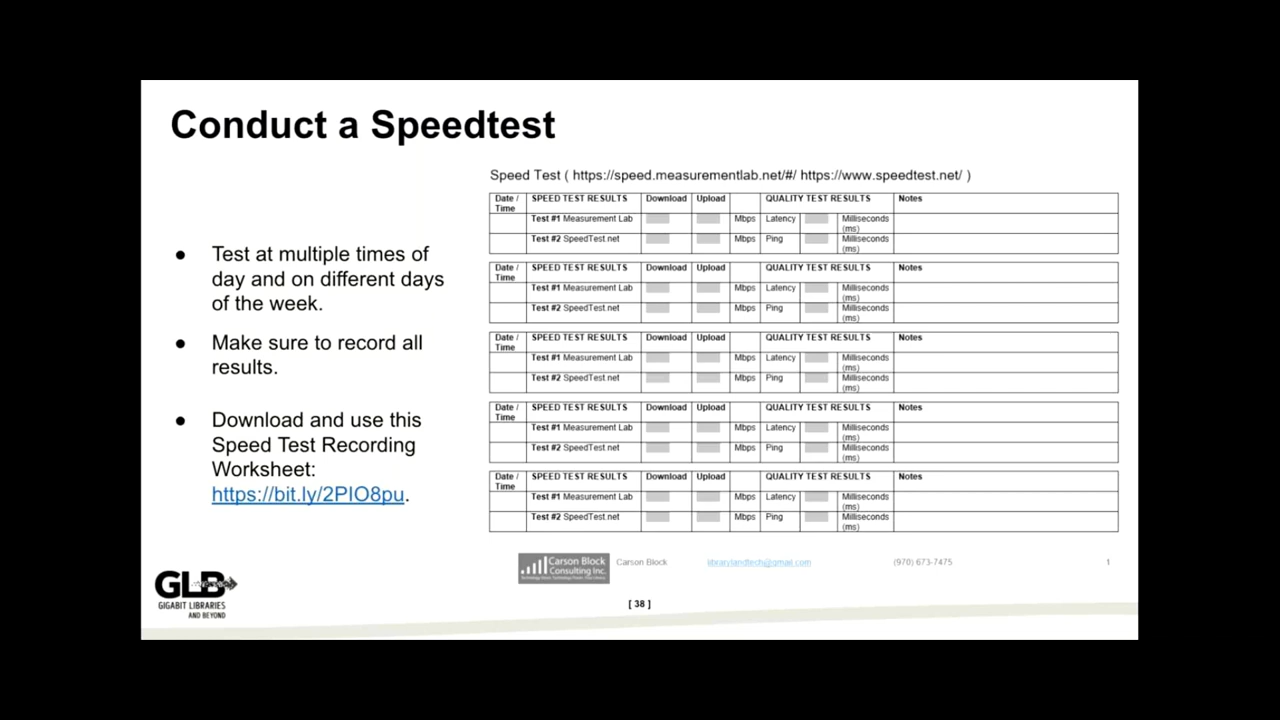 Conduct a Speedtest
Speed Test ( https://speed.measurementlab.net/#/ https://www.speedtest.net/ )
● Test at multiple times of
day and on different days
of the week.
● Make sure to record all
results.
● Download and use this
Speed Test Recording
Worksheet:
https://bit.ly/2PIO8pu.
Date / Time SPEED TEST RESULTS Download Upload QUALITY TEST RESULTS Notes
Test #1 Measurement Lab Mbps Latency Milliseconds (ms)
Test #2 SpeedTest.net Mbps Ping Milliseconds (ms)
Date / Time SPEED TEST RESULTS Download Upload QUALITY TEST RESULTS Notes
Test #1 Measurement Lab Mbps Latency Milliseconds (ms)
Test #2 SpeedTest.net Mbps Ping Milliseconds (ms)
Date / Time SPEED TEST RESULTS Download Upload QUALITY TEST RESULTS Notes
Test #1 Measurement Lab Mbps Latency Milliseconds (ms)
Test #2 SpeedTest.net Mbps Ping Milliseconds (ms)
Date / Time SPEED TEST RESULTS Download Upload QUALITY TEST RESULTS Notes
Test #1 Measurement Lab Mbps Latency Milliseconds (ms)
Test #2 SpeedTest.net Mbps Ping Milliseconds (ms)
Date / Time SPEED TEST RESULTS Download Upload QUALITY TEST RESULTS Notes
Test #1 Measurement Lab Mbps Latency Milliseconds (ms)
Test #2 SpeedTest.net Mbps Ping Milliseconds (ms)
Carson Block
Consulting Inc.
Carson Block librarylandtech@gmail.com (970) 673-7475 1
GLB
GIGABIT LIBRARIES
AND BEYOND
[ 38 ]